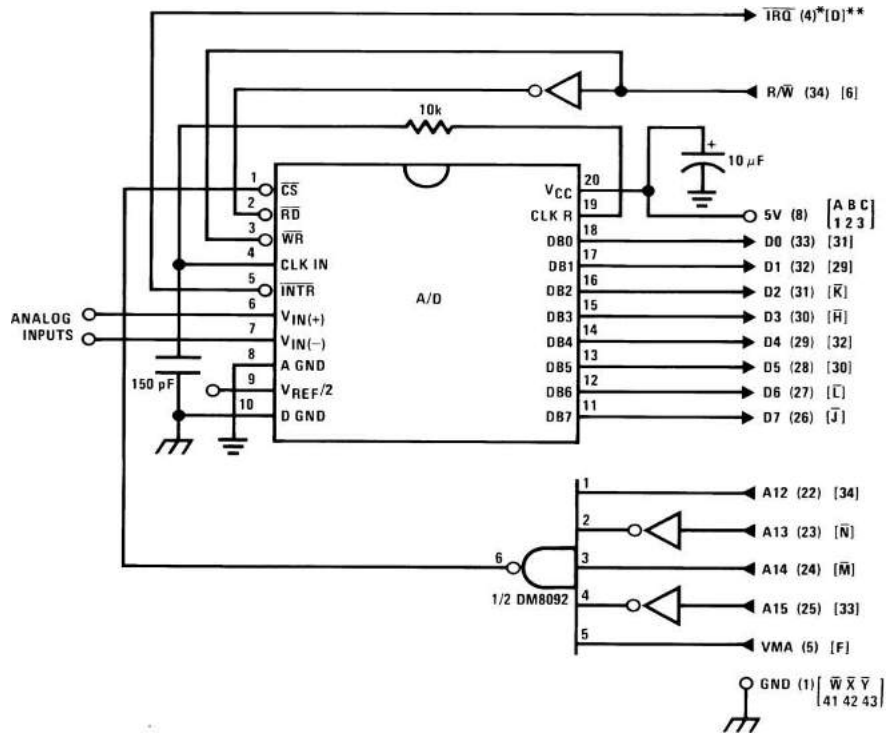 IRQ (4)*[D]**
R/W (34) [6]
10k
10 µF
+
1 CS
2 RD
3 WR
4 CLK IN
5 INTR
6 VIN(+)
7 VIN(−)
8 A GND
9 VREF/2
10 D GND
A/D
VCC 20
CLK R 19
DB0 18
DB1 17
DB2 16
DB3 15
DB4 14
DB5 13
DB6 12
DB7 11
ANALOG
INPUTS
150 pF
5V (8) [A B C
1 2 3]
D0 (33) [31]
D1 (32) [29]
D2 (31) [K̅]
D3 (30) [H̅]
D4 (29) [32]
D5 (28) [30]
D6 (27) [L̅]
D7 (26) [J̅]
1 A12 (22) [34]
2 A13 (23) [N̅]
3 A14 (24) [M̅]
4 A15 (25) [33]
5 VMA (5) [F]
6
1/2 DM8092
GND (1) [W̅ X̅ Y̅
41 42 43]